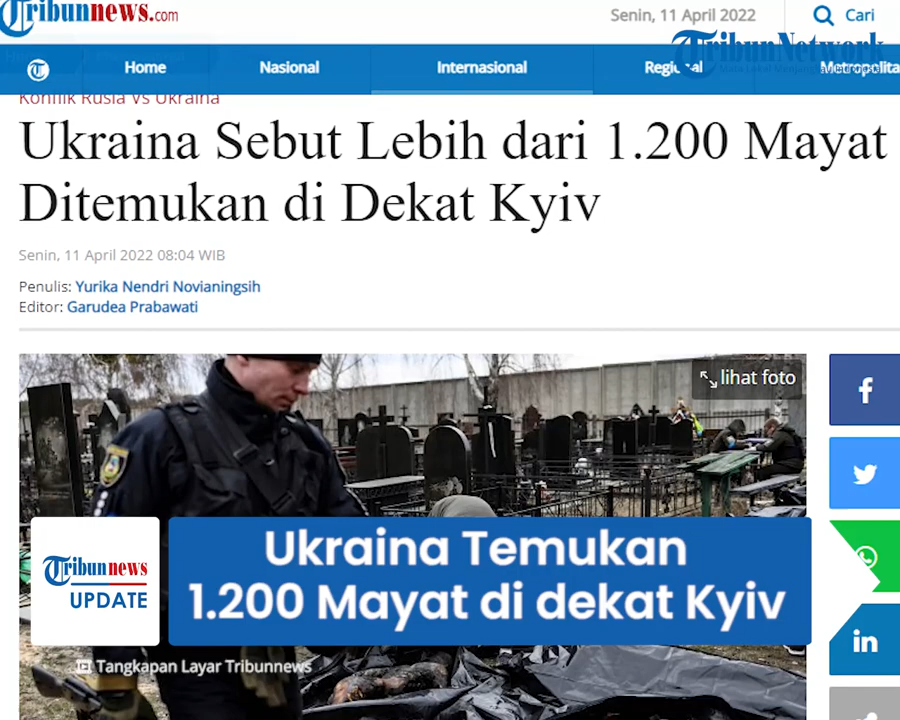 Tribunnews.com
Senin, 11 April 2022
Cari
TribunNetwork
Home
Nasional
Internasional
Regional
Metropolita
Konflik Rusia Vs Ukraina
Ukraina Sebut Lebih dari 1.200 Mayat
Ditemukan di Dekat Kyiv
Senin, 11 April 2022 08:04 WIB
Penulis: Yurika Nendri Novianingsih
Editor: Garudea Prabawati
lihat foto
Tribunnews
UPDATE
Ukraina Temukan
1.200 Mayat di dekat Kyiv
Tangkapan Layar Tribunnews